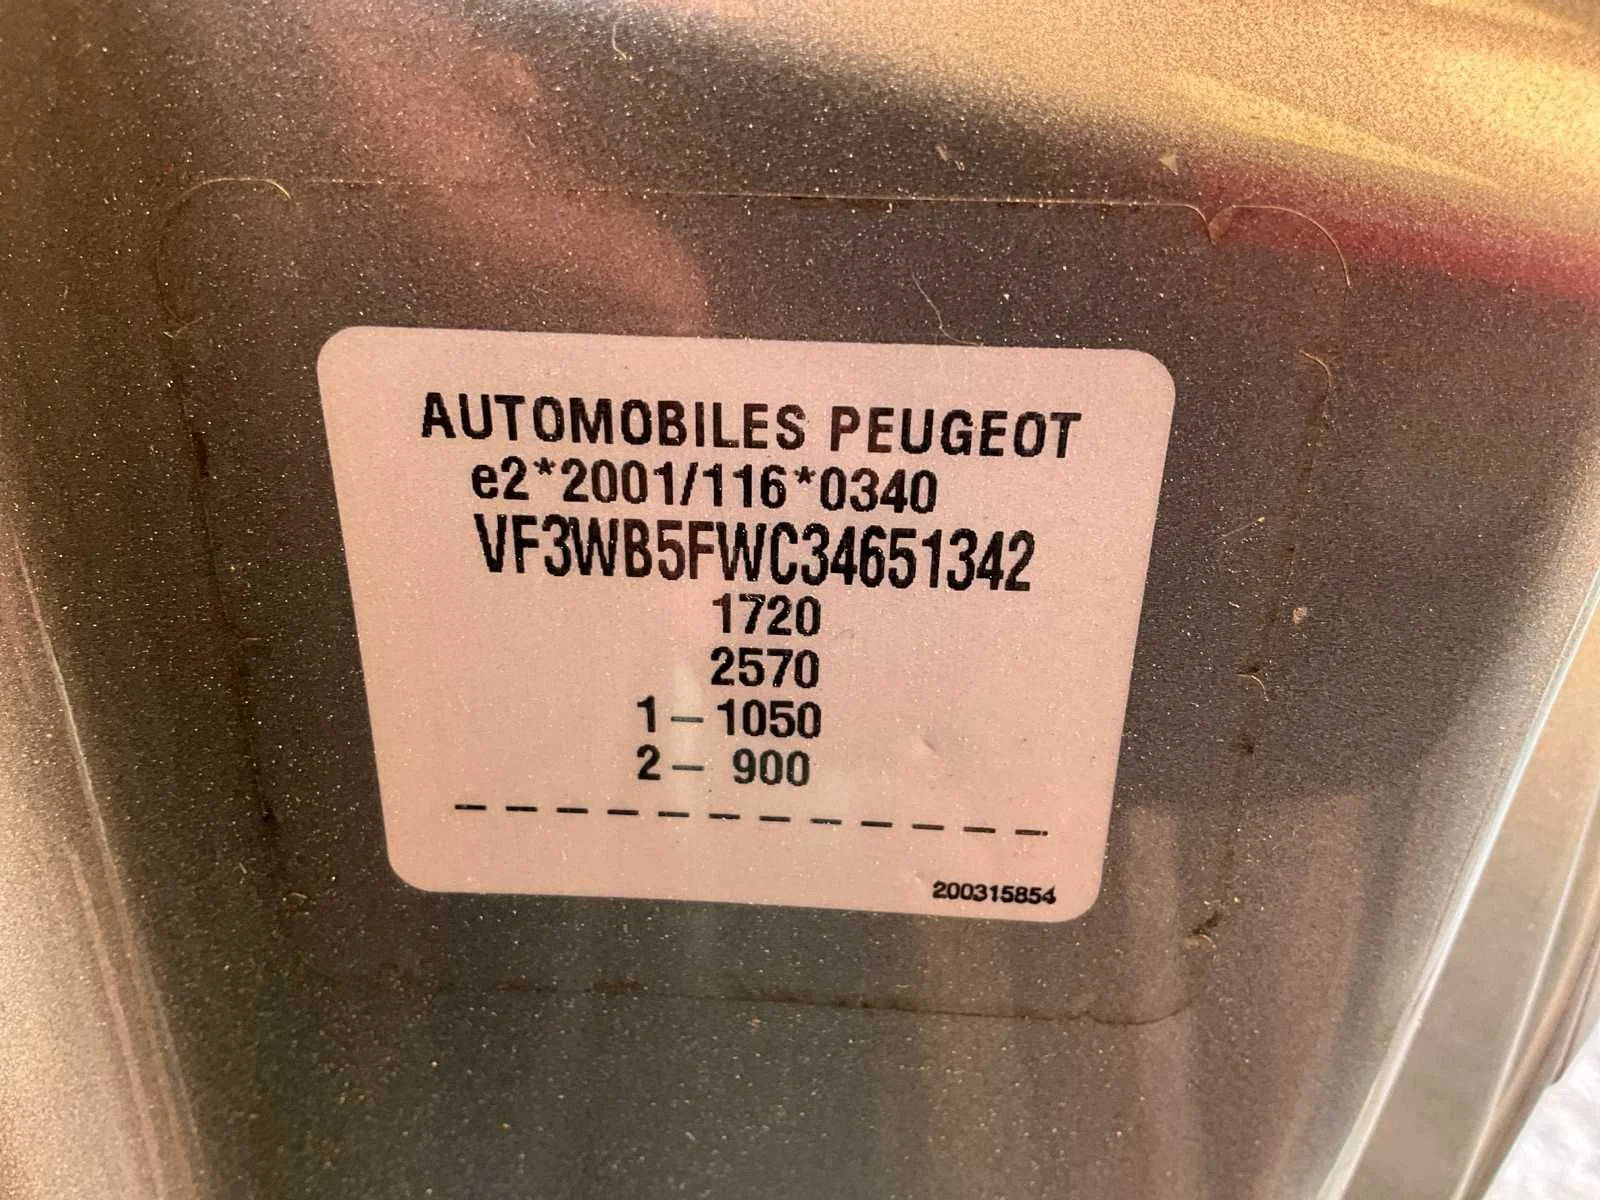 AUTOMOBILES PEUGEOT
e2*2001/116*0340
VF3WB5FWC34651342
1720
2570
1– 1050
2– 900
– – – – – – – – – – – –
200315854